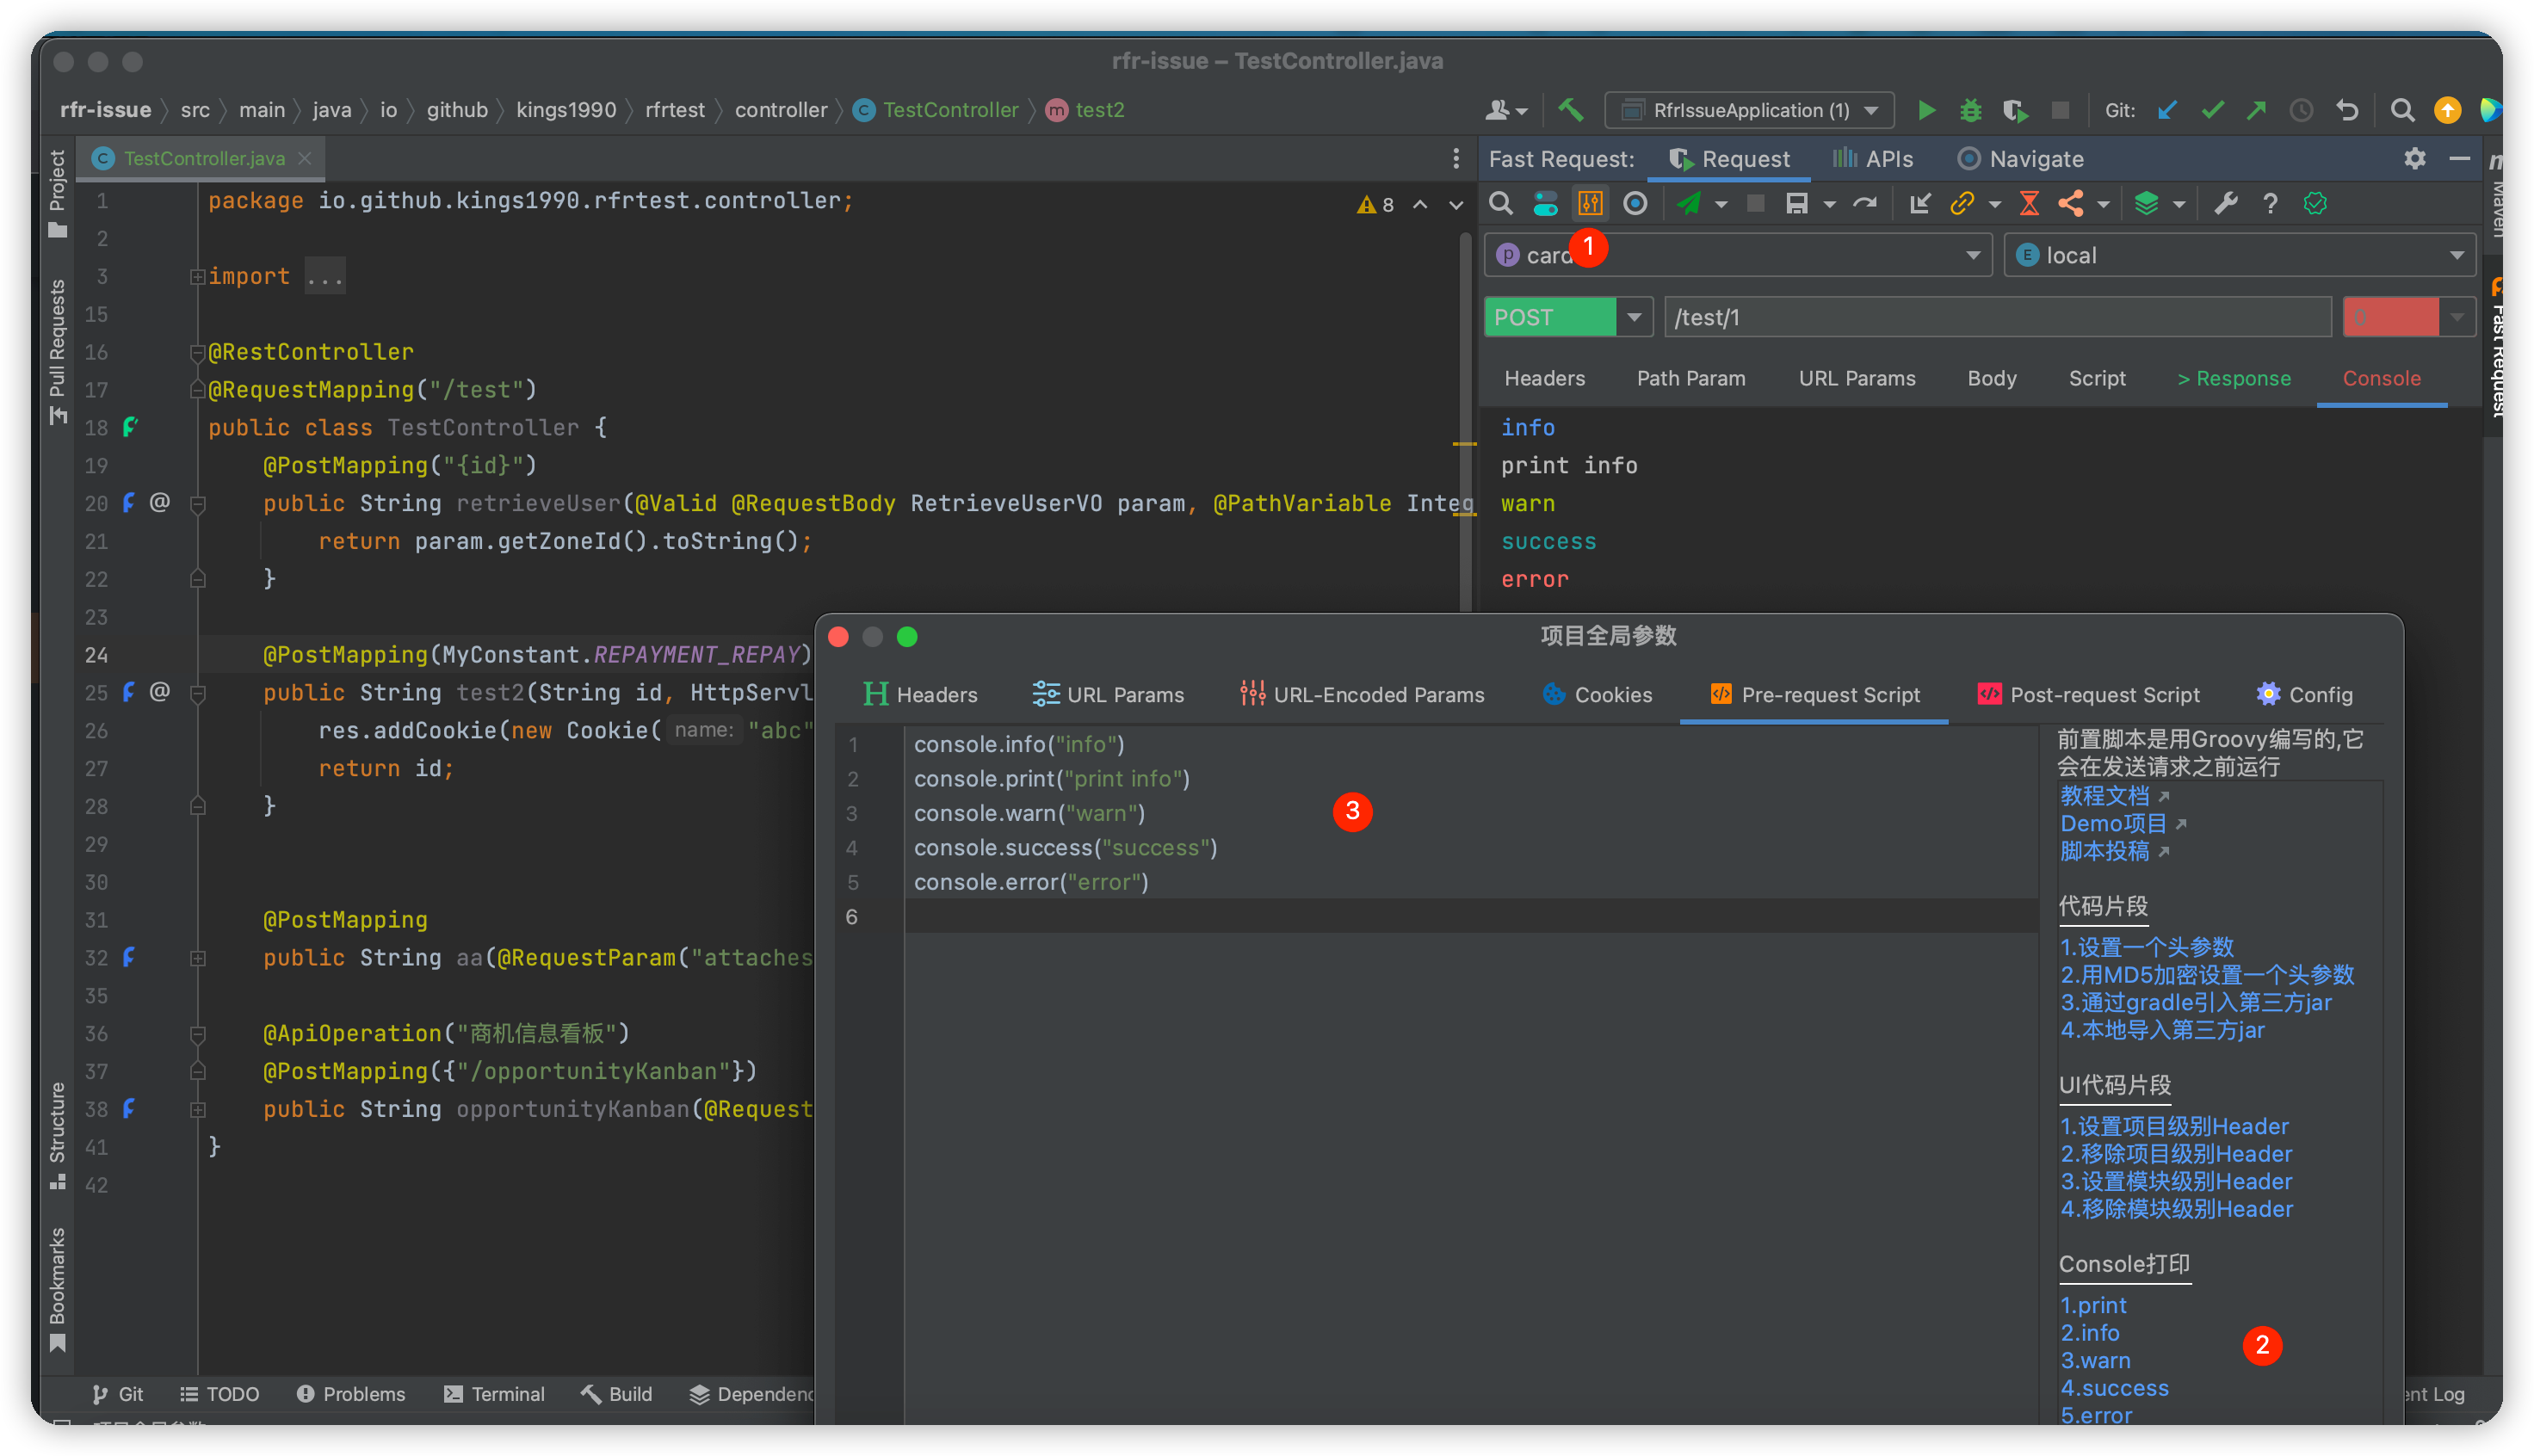 rfr-issue – TestController.java
rfr-issue 〉 src 〉 main 〉 java 〉 io 〉 github 〉 kings1990 〉 rfrtest 〉 controller 〉 TestController 〉 test2
RfrIssueApplication (1)
Git:
Project
Pull Requests
Structure
Bookmarks
TestController.java
8
1 package io.github.kings1990.rfrtest.controller;
2
3 import ...
15
16 @RestController
17 @RequestMapping("/test")
18 public class TestController {
19 @PostMapping("{id}")
20 public String retrieveUser(@Valid @RequestBody RetrieveUserVO param, @PathVariable Integ
21 return param.getZoneId().toString();
22 }
23
24 @PostMapping(MyConstant.REPAYMENT_REPAY)
25 public String test2(String id, HttpServl
26 res.addCookie(new Cookie( name: "abc"
27 return id;
28 }
29
30
31 @PostMapping
32 public String aa(@RequestParam("attaches
35
36 @ApiOperation("商机信息看板")
37 @PostMapping({"/opportunityKanban"})
38 public String opportunityKanban(@Request
41 }
42
Fast Request: Request APIs Navigate
Maven
Fast Request
1
card
local
POST /test/1
Headers Path Param URL Params Body Script > Response Console
info
print info
warn
success
error
项目全局参数
Headers URL Params URL-Encoded Params Cookies Pre-request Script Post-request Script Config
1 console.info("info")
2 console.print("print info")
3 console.warn("warn")
4 console.success("success")
5 console.error("error")
6
3
前置脚本是用Groovy编写的,它
会在发送请求之前运行
教程文档
Demo项目
脚本投稿
代码片段
1.设置一个头参数
2.用MD5加密设置一个头参数
3.通过gradle引入第三方jar
4.本地导入第三方jar
UI代码片段
1.设置项目级别Header
2.移除项目级别Header
3.设置模块级别Header
4.移除模块级别Header
Console打印
1.print
2.info
3.warn
4.success
5.error
2
Git TODO Problems Terminal Build Dependenc
ent Log